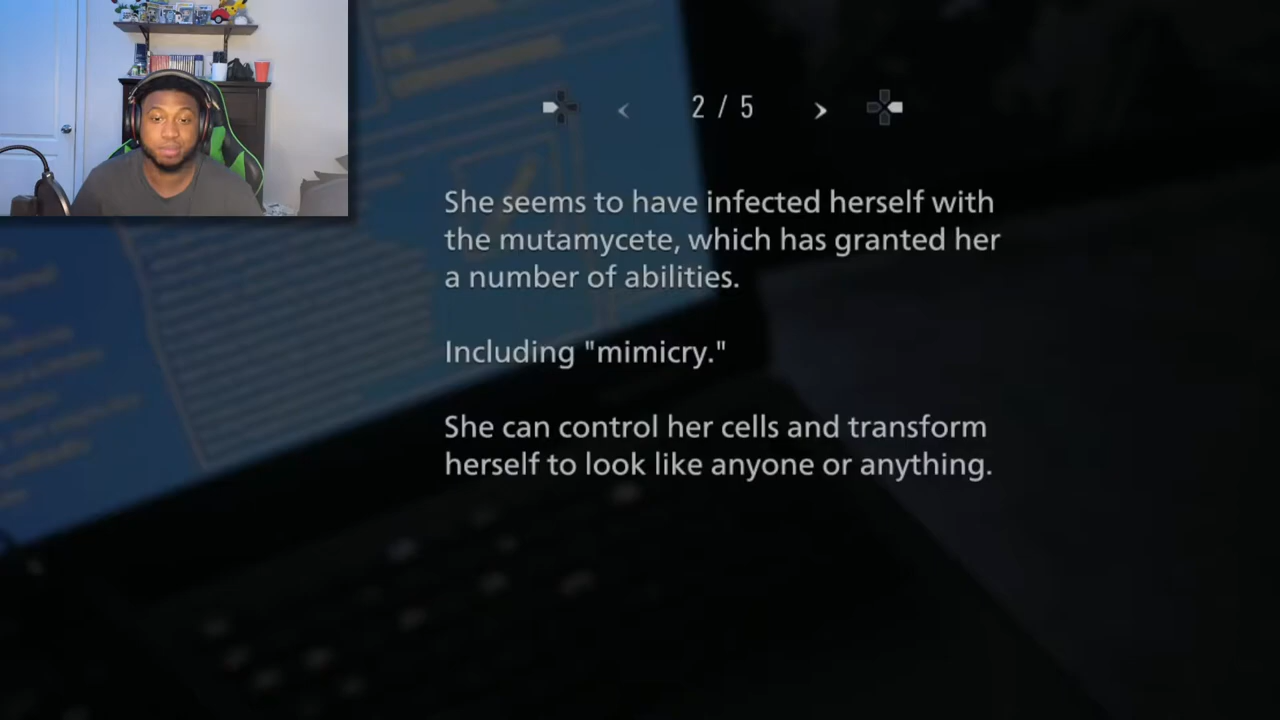 2 / 5
She seems to have infected herself with
the mutamycete, which has granted her
a number of abilities.
Including "mimicry."
She can control her cells and transform
herself to look like anyone or anything.